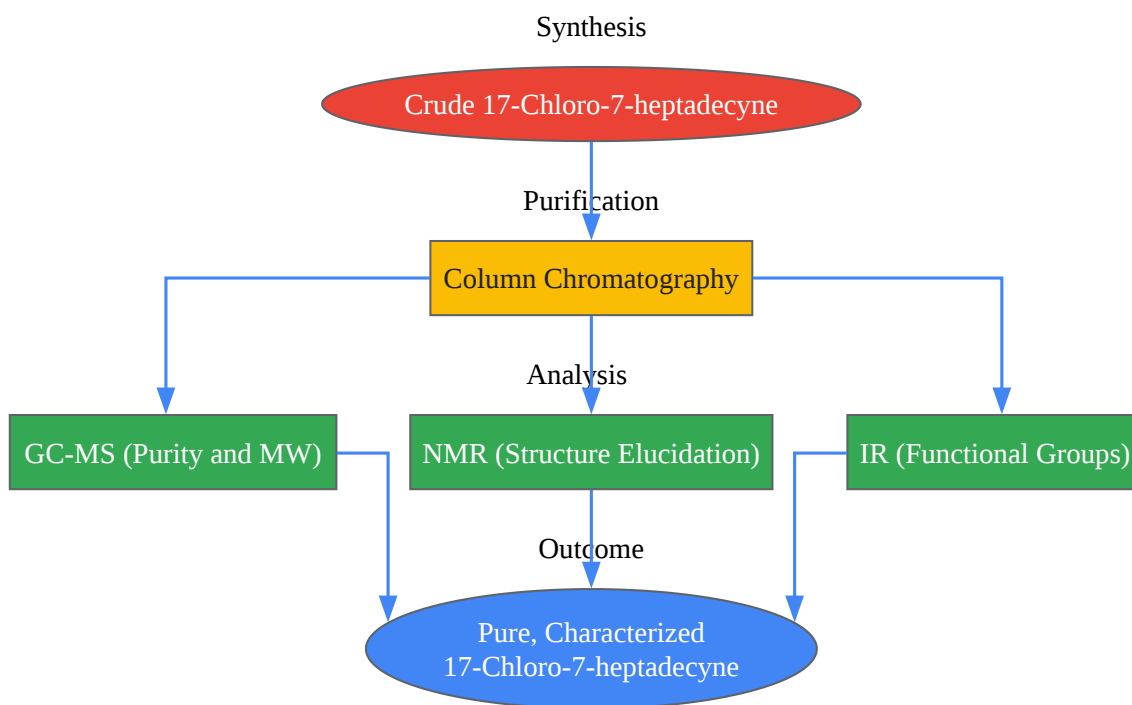 Synthesis
Crude 17-Chloro-7-heptadecyne
Purification
Column Chromatography
Analysis
GC-MS (Purity and MW)
NMR (Structure Elucidation)
IR (Functional Groups)
Outcome
Pure, Characterized
17-Chloro-7-heptadecyne